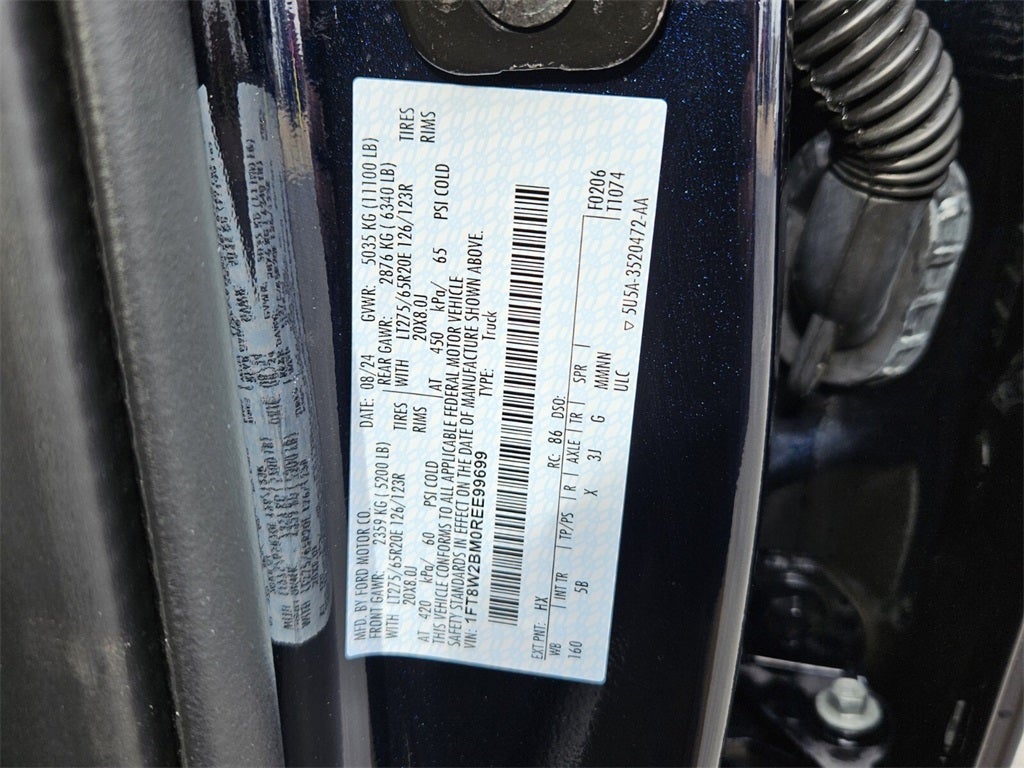 MFD. BY FORD MOTOR CO.
DATE: 08/24
GVWR: 5035 KG (11100 LB)
FRONT GAWR: 2359 KG (5200 LB)
REAR GAWR: 2876 KG (6340 LB)
WITH LT275/65R20E 126/123R TIRES
WITH LT275/65R20E 126/123R TIRES
20X8.0J RIMS
20X8.0J RIMS
AT 420 kPa/ 60 PSI COLD
AT 450 kPa/ 65 PSI COLD
THIS VEHICLE CONFORMS TO ALL APPLICABLE FEDERAL MOTOR VEHICLE
SAFETY STANDARDS IN EFFECT ON THE DATE OF MANUFACTURE SHOWN ABOVE.
VIN: 1FT8W2BM0REE99699
TYPE: Truck
EXT PNT: HX RC: 86 DSO: F0206
WB INT TR TP/PS R AXLE TR SPR 11074
160 5B X 3J G MMNN
ULC
5U5A-3520472-AA